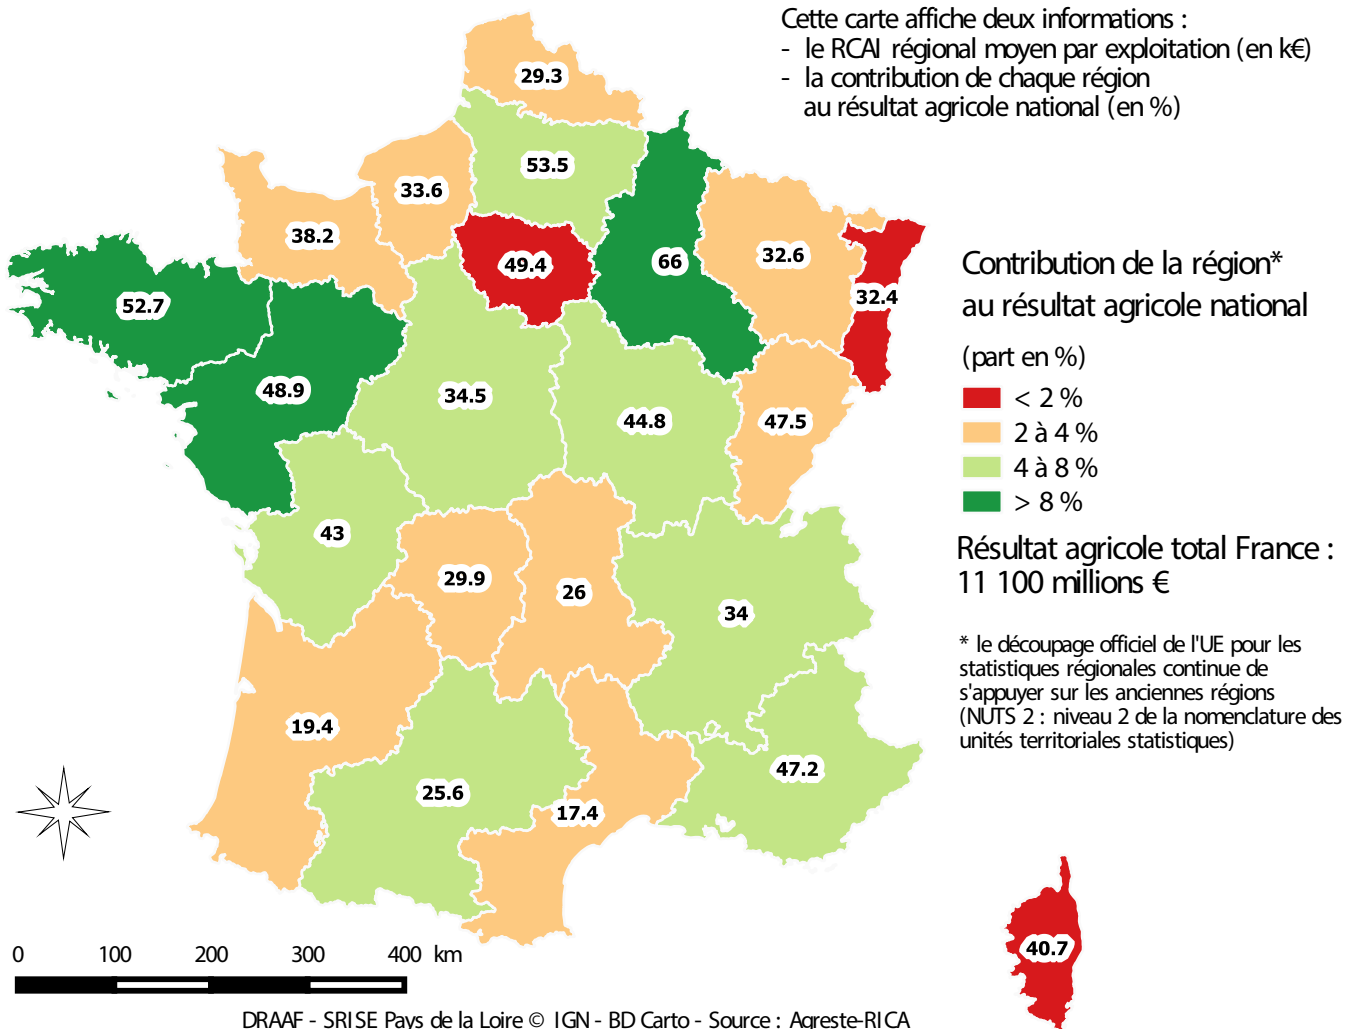 Cette carte affiche deux informations :
- le RCAI régional moyen par exploitation (en k€)
- la contribution de chaque région
au résultat agricole national (en %)
29.3
53.5
33.6
38.2
49.4
66
32.6
32.4
52.7
48.9
34.5
44.8
47.5
43
29.9
26
34
19.4
25.6
17.4
47.2
40.7
Contribution de la région*
au résultat agricole national
(part en %)
< 2 %
2 à 4 %
4 à 8 %
> 8 %
Résultat agricole total France :
11 100 millions €
* le découpage officiel de l'UE pour les
statistiques régionales continue de
s'appuyer sur les anciennes régions
(NUTS 2 : niveau 2 de la nomenclature des
unités territoriales statistiques)
0 100 200 300 400 km
DRAAF - SRISE Pays de la Loire © IGN - BD Carto - Source : Agreste-RICA